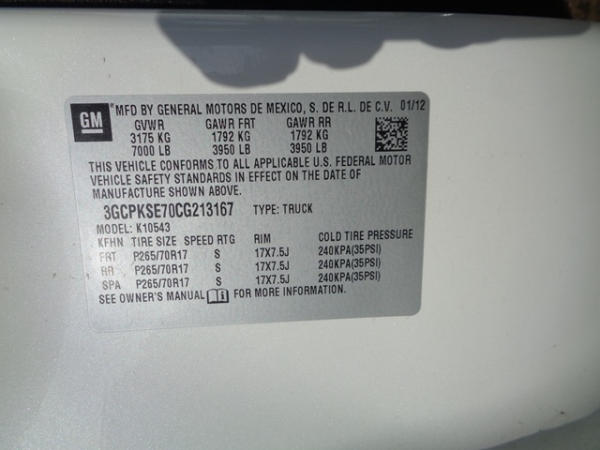 GM MFD BY GENERAL MOTORS DE MEXICO, S. DE R.L. DE C.V. 01/12
GVWR GAWR FRT GAWR RR
3175 KG 1792 KG 1792 KG
7000 LB 3950 LB 3950 LB
THIS VEHICLE CONFORMS TO ALL APPLICABLE U.S. FEDERAL MOTOR
VEHICLE SAFETY STANDARDS IN EFFECT ON THE DATE OF
MANUFACTURE SHOWN ABOVE.
3GCPKSE70CG213167 TYPE: TRUCK
MODEL: K10543
KFHN TIRE SIZE SPEED RTG RIM COLD TIRE PRESSURE
FRT P265/70R17 S 17X7.5J 240KPA(35PSI)
RR P265/70R17 S 17X7.5J 240KPA(35PSI)
SPA P265/70R17 S 17X7.5J 240KPA(35PSI)
SEE OWNER'S MANUAL FOR MORE INFORMATION.